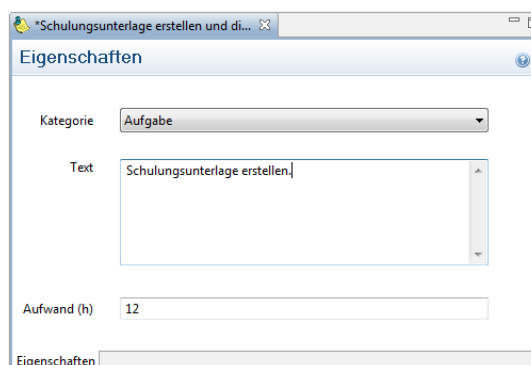 *Schulungsunterlage erstellen und di...
Eigenschaften
Kategorie Aufgabe
Text Schulungsunterlage erstellen.
Aufwand (h) 12
Eigenschaften